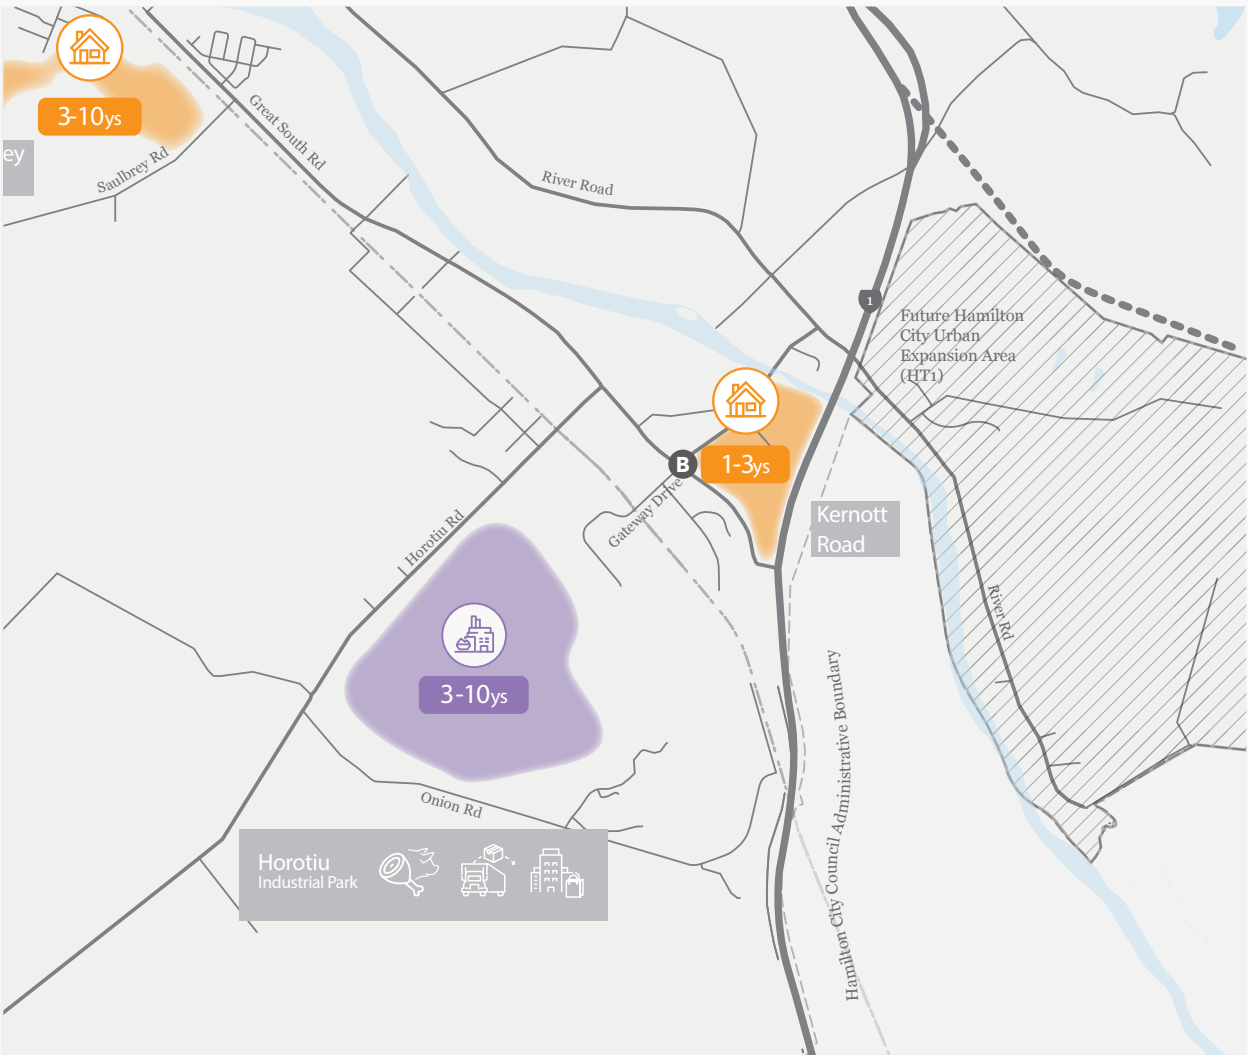 3-10ys
ey
Great South Rd
Saulbrey Rd
River Road
1
Future Hamilton
City Urban
Expansion Area
(HT1)
B
1-3ys
Gateway Drive
Kernott
Road
Horotiu Rd
River Rd
3-10ys
Hamilton City Council Administrative Boundary
Onion Rd
Horotiu
Industrial Park